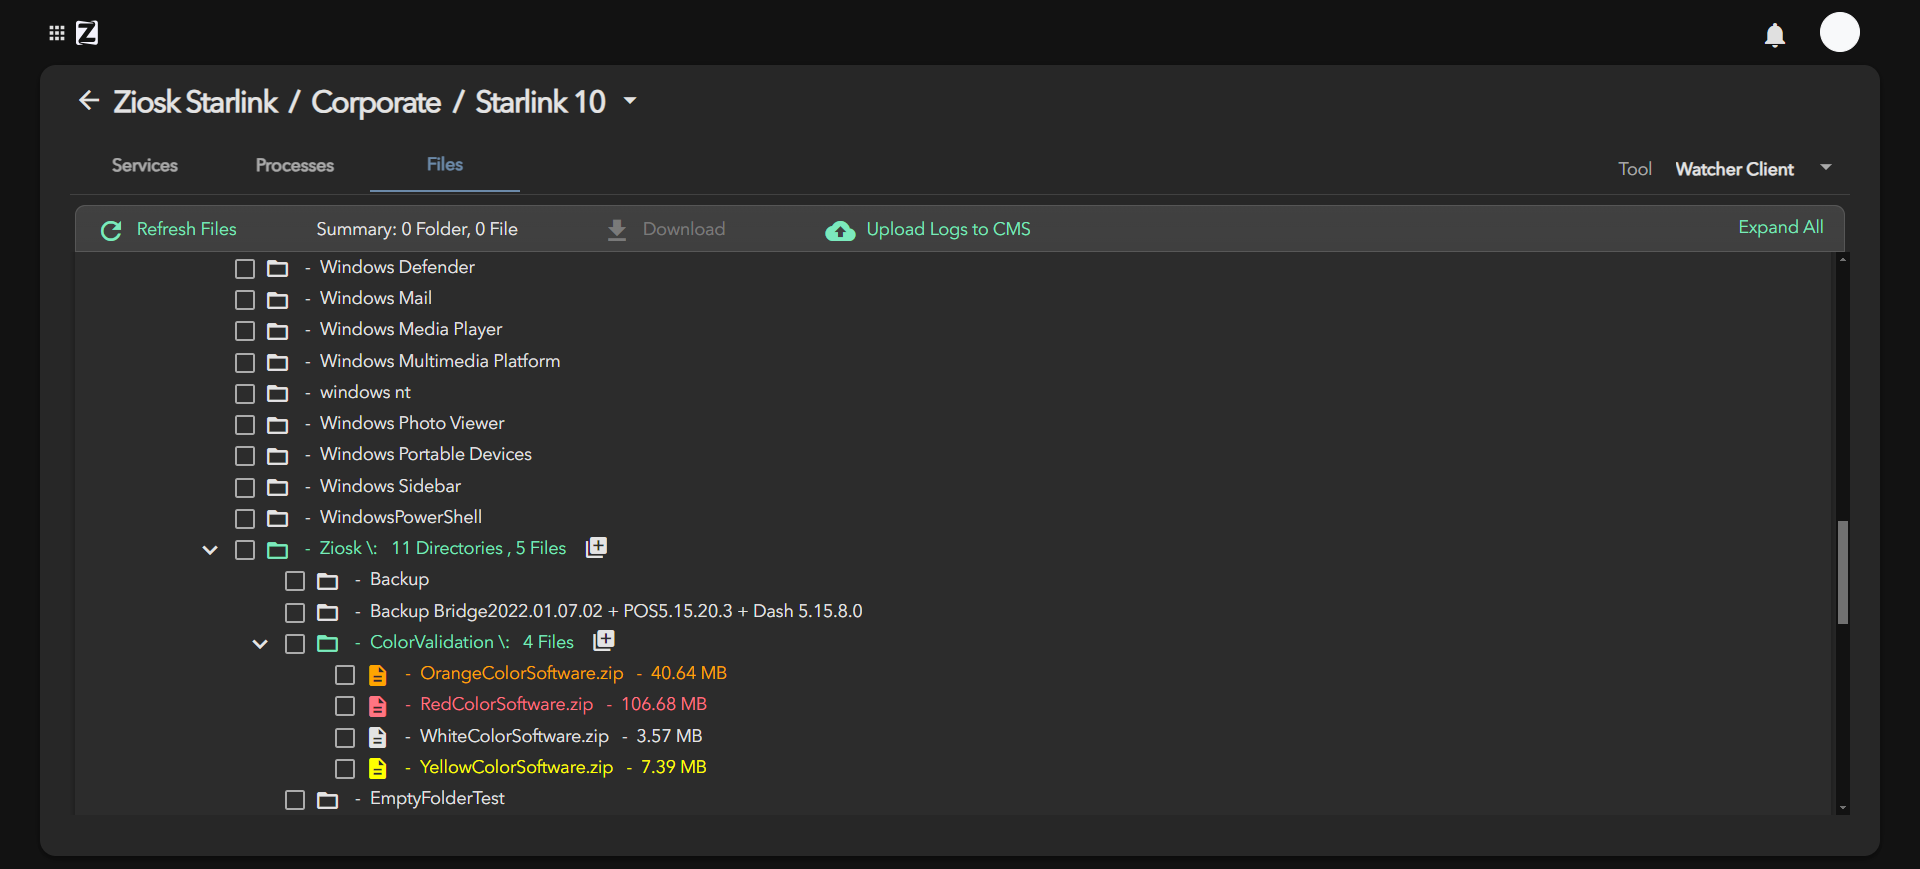 Z
Ziosk Starlink / Corporate / Starlink 10
Services Processes Files Tool Watcher Client
Refresh Files Summary: 0 Folder, 0 File Download Upload Logs to CMS Expand All
- Windows Defender
- Windows Mail
- Windows Media Player
- Windows Multimedia Platform
- windows nt
- Windows Photo Viewer
- Windows Portable Devices
- Windows Sidebar
- WindowsPowerShell
- Ziosk \: 11 Directories , 5 Files
- Backup
- Backup Bridge2022.01.07.02 + POS5.15.20.3 + Dash 5.15.8.0
- ColorValidation \: 4 Files
- OrangeColorSoftware.zip - 40.64 MB
- RedColorSoftware.zip - 106.68 MB
- WhiteColorSoftware.zip - 3.57 MB
- YellowColorSoftware.zip - 7.39 MB
- EmptyFolderTest